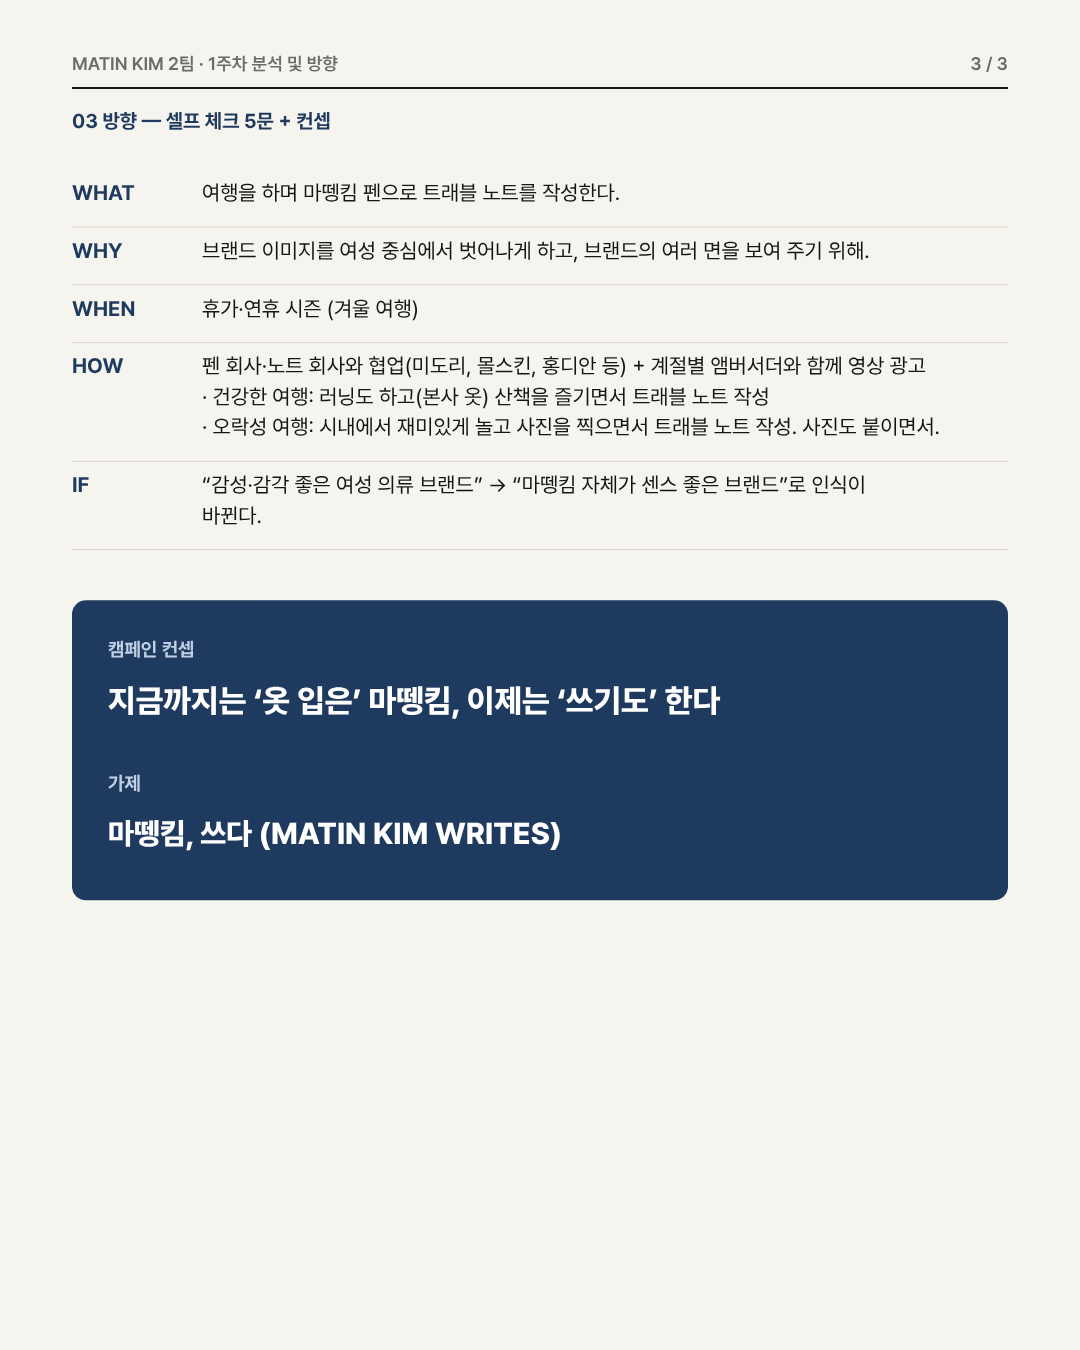 MATIN KIM 2팀 · 1주차 분석 및 방향
3 / 3
03 방향 — 셀프 체크 5문 + 컨셉
WHAT
여행을 하며 마뗑킴 펜으로 트래블 노트를 작성한다.
WHY
브랜드 이미지를 여성 중심에서 벗어나게 하고, 브랜드의 여러 면을 보여 주기 위해.
WHEN
휴가·연휴 시즌 (겨울 여행)
HOW
펜 회사·노트 회사와 협업(미도리, 몰스킨, 홍디안 등) + 계절별 앰버서더와 함께 영상 광고
· 건강한 여행: 러닝도 하고(본사 옷) 산책을 즐기면서 트래블 노트 작성
· 오락성 여행: 시내에서 재미있게 놀고 사진을 찍으면서 트래블 노트 작성. 사진도 붙이면서.
IF
“감성·감각 좋은 여성 의류 브랜드” → “마뗑킴 자체가 센스 좋은 브랜드”로 인식이
바뀐다.
캠페인 컨셉
지금까지는 ‘옷 입은’ 마뗑킴, 이제는 ‘쓰기도’ 한다
가제
마뗑킴, 쓰다 (MATIN KIM WRITES)